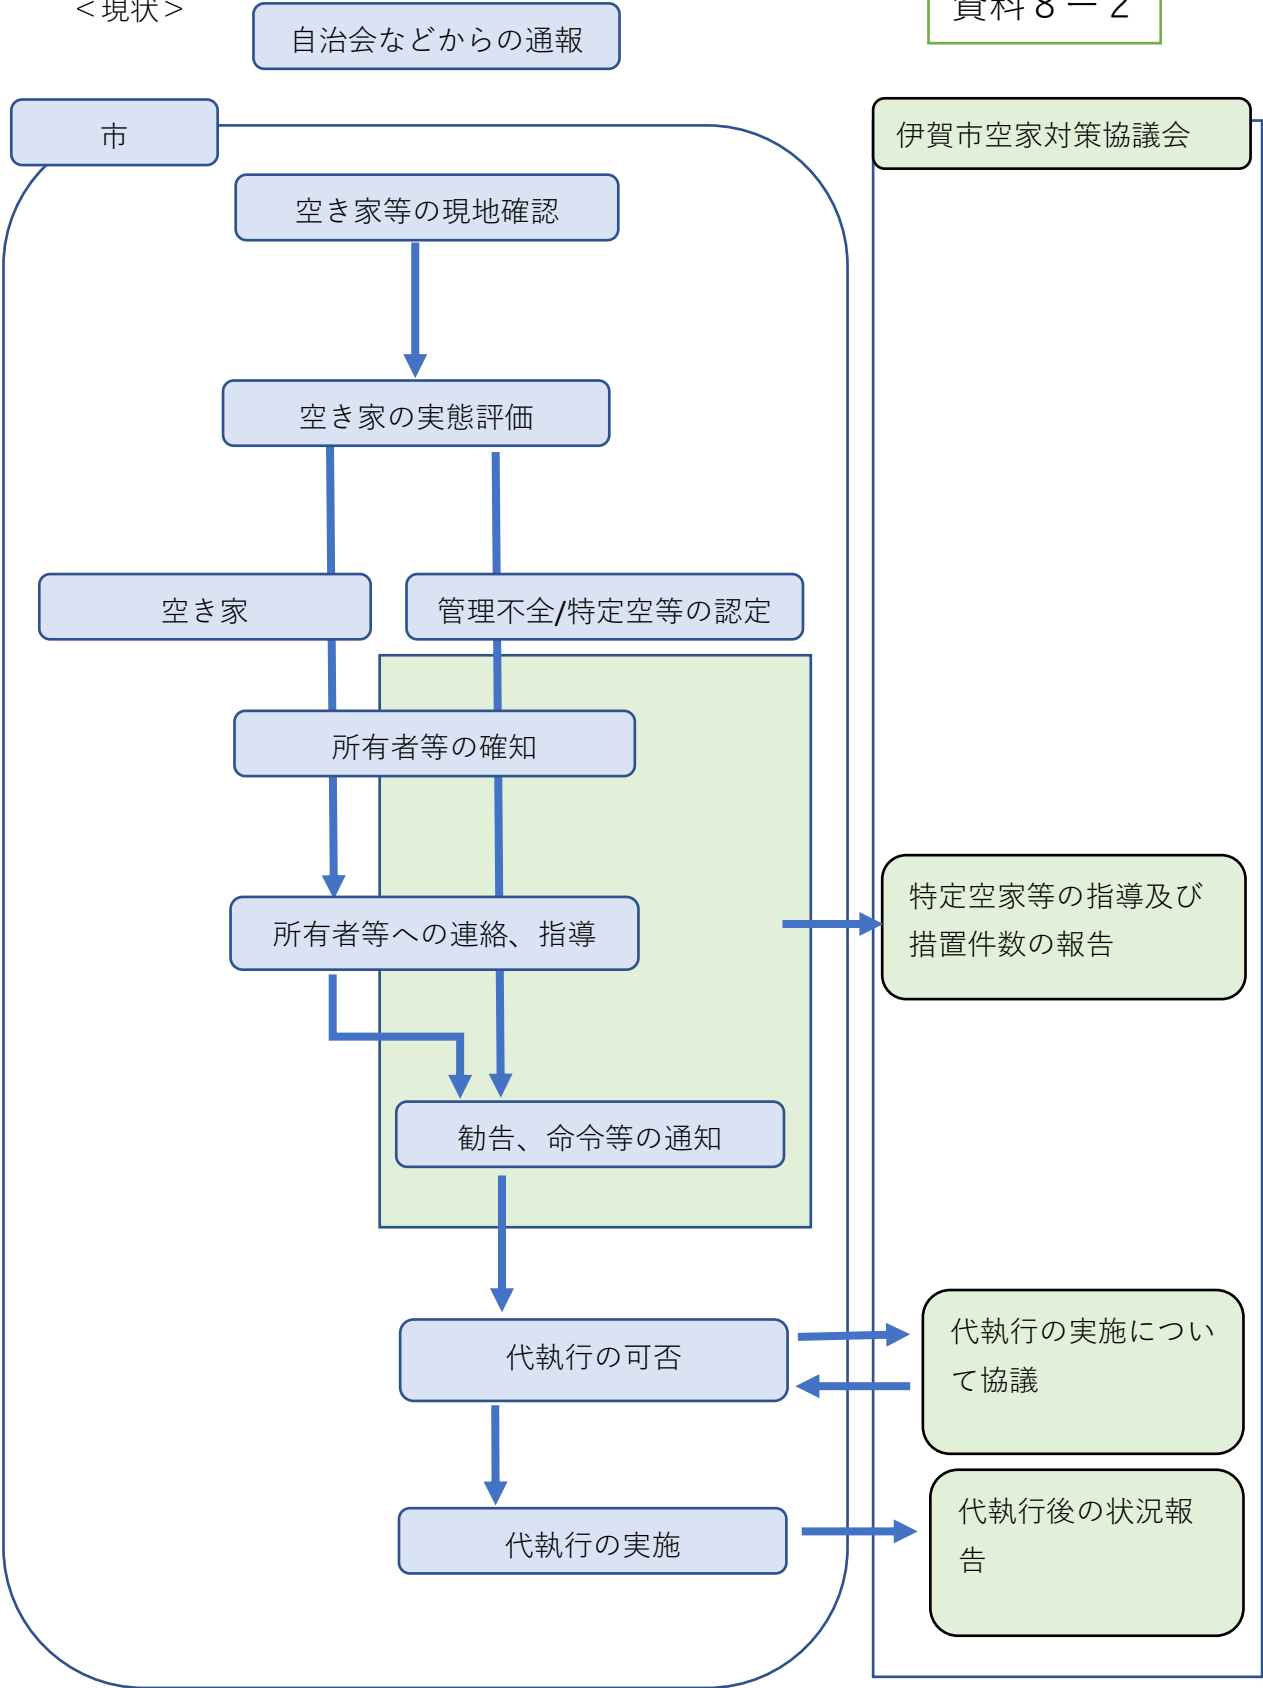 ＜現状＞
資料８－２
自治会などからの通報
市
伊賀市空家対策協議会
空き家等の現地確認
空き家の実態評価
空き家
管理不全/特定空等の認定
所有者等の確知
所有者等への連絡、指導
特定空家等の指導及び
措置件数の報告
勧告、命令等の通知
代執行の可否
代執行の実施につい
て協議
代執行の実施
代執行後の状況報
告